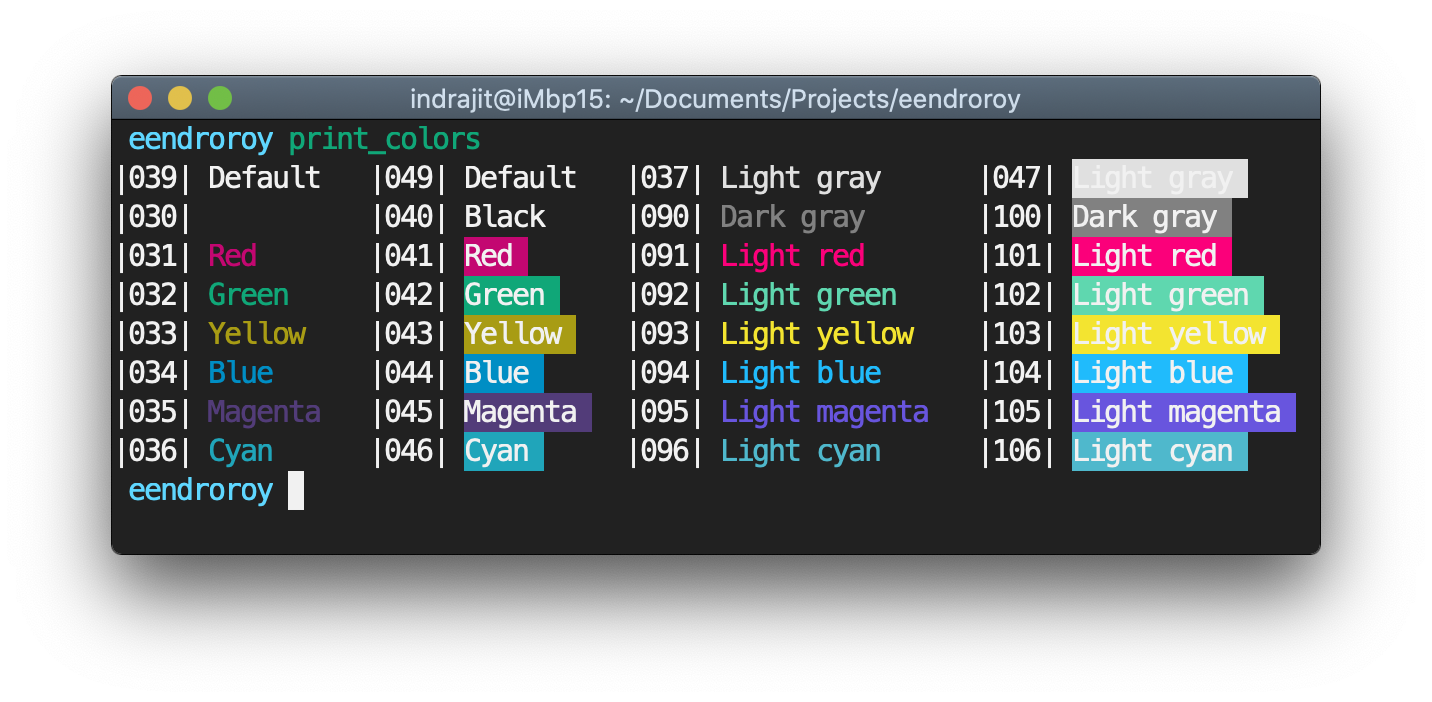 indrajit@iMbp15: ~/Documents/Projects/eendroroy
eendroroy print_colors
|039| Default |049| Default |037| Light gray |047| Light gray
|030| |040| Black |090| Dark gray |100| Dark gray
|031| Red |041| Red |091| Light red |101| Light red
|032| Green |042| Green |092| Light green |102| Light green
|033| Yellow |043| Yellow |093| Light yellow |103| Light yellow
|034| Blue |044| Blue |094| Light blue |104| Light blue
|035| Magenta |045| Magenta |095| Light magenta |105| Light magenta
|036| Cyan |046| Cyan |096| Light cyan |106| Light cyan
eendroroy